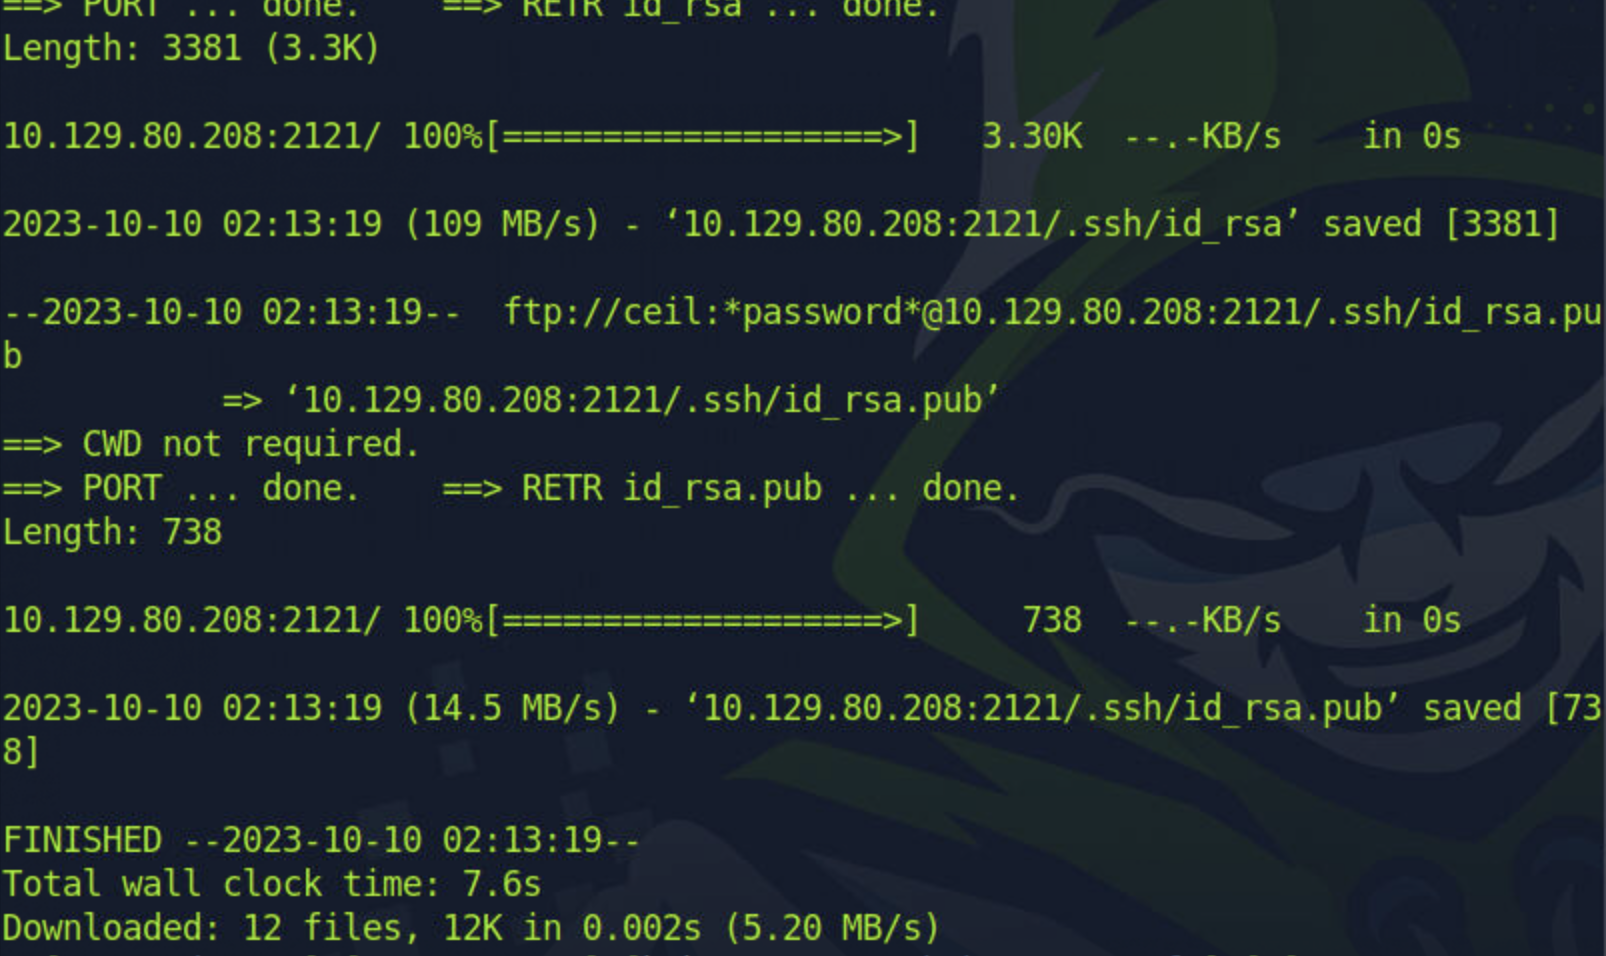 ==> PORT ... done.    ==> RETR id_rsa ... done.
Length: 3381 (3.3K)
10.129.80.208:2121/ 100%[===================>]   3.30K  --.-KB/s    in 0s
2023-10-10 02:13:19 (109 MB/s) - ‘10.129.80.208:2121/.ssh/id_rsa’ saved [3381]
--2023-10-10 02:13:19--  ftp://ceil:*password*@10.129.80.208:2121/.ssh/id_rsa.pu
b
           => ‘10.129.80.208:2121/.ssh/id_rsa.pub’
==> CWD not required.
==> PORT ... done.    ==> RETR id_rsa.pub ... done.
Length: 738
10.129.80.208:2121/ 100%[===================>]     738  --.-KB/s    in 0s
2023-10-10 02:13:19 (14.5 MB/s) - ‘10.129.80.208:2121/.ssh/id_rsa.pub’ saved [73
8]
FINISHED --2023-10-10 02:13:19--
Total wall clock time: 7.6s
Downloaded: 12 files, 12K in 0.002s (5.20 MB/s)